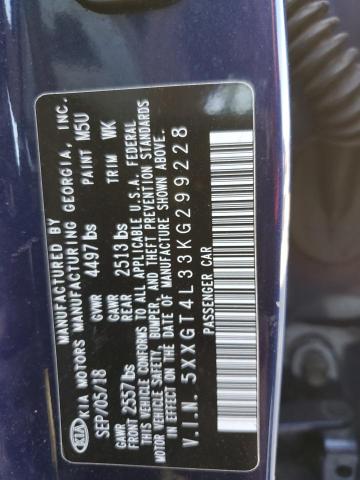 KIA
MANUFACTURED BY
KIA MOTORS MANUFACTURING GEORGIA, INC.
SEP/05/18 GVWR 4497 lbs PAINT M5U
GAWR FRONT 2557 lbs GAWR REAR 2513 lbs TRIM WK
THIS VEHICLE CONFORMS TO ALL APPLICABLE U.S.A. FEDERAL
MOTOR VEHICLE SAFETY, BUMPER, AND THEFT PREVENTION STANDARDS
IN EFFECT ON THE DATE OF MANUFACTURE SHOWN ABOVE.
V.I.N. 5XXGT4L33KG299228
PASSENGER CAR